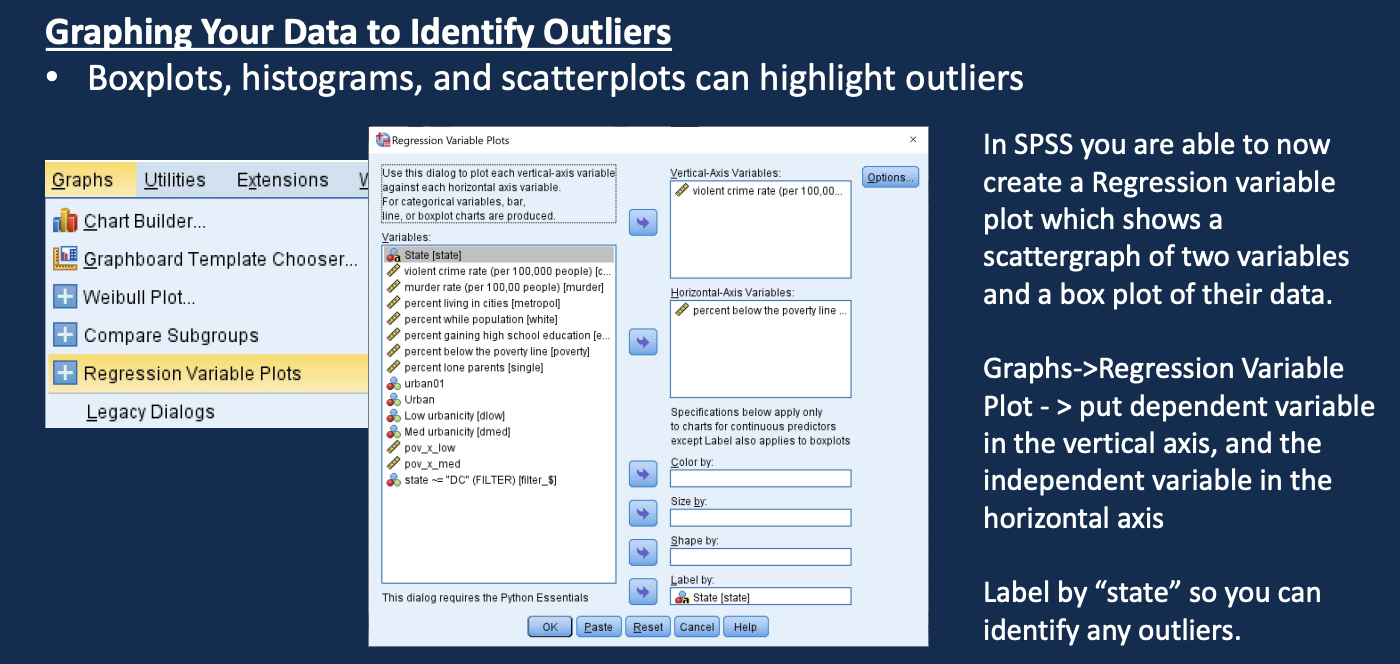 Graphing Your Data to Identify Outliers
• Boxplots, histograms, and scatterplots can highlight outliers
Graphs Utilities Extensions W
Chart Builder...
Graphboard Template Chooser...
Weibull Plot...
Compare Subgroups
Regression Variable Plots
Legacy Dialogs
Regression Variable Plots
Use this dialog to plot each vertical-axis variable
against each horizontal axis variable.
For categorical variables, bar,
line, or boxplot charts are produced.
Variables:
State [state]
violent crime rate (per 100,000 people) [c...
murder rate (per 100,00 people) [murder]
percent living in cities [metropol]
percent while population [white]
percent gaining high school education [e...
percent below the poverty line [poverty]
percent lone parents [single]
urban01
Urban
Low urbanicity [dlow]
Med urbanicity [dmed]
pov_x_low
pov_x_med
state ~= "DC" (FILTER) [filter_$]
This dialog requires the Python Essentials
Vertical-Axis Variables:
violent crime rate (per 100,00...
Horizontal-Axis Variables:
percent below the poverty line ...
Specifications below apply only
to charts for continuous predictors
except Label also applies to boxplots
Color by:
Size by:
Shape by:
Label by:
State [state]
Options...
OK Paste Reset Cancel Help
In SPSS you are able to now
create a Regression variable
plot which shows a
scattergraph of two variables
and a box plot of their data.
Graphs->Regression Variable
Plot - > put dependent variable
in the vertical axis, and the
independent variable in the
horizontal axis
Label by “state” so you can
identify any outliers.